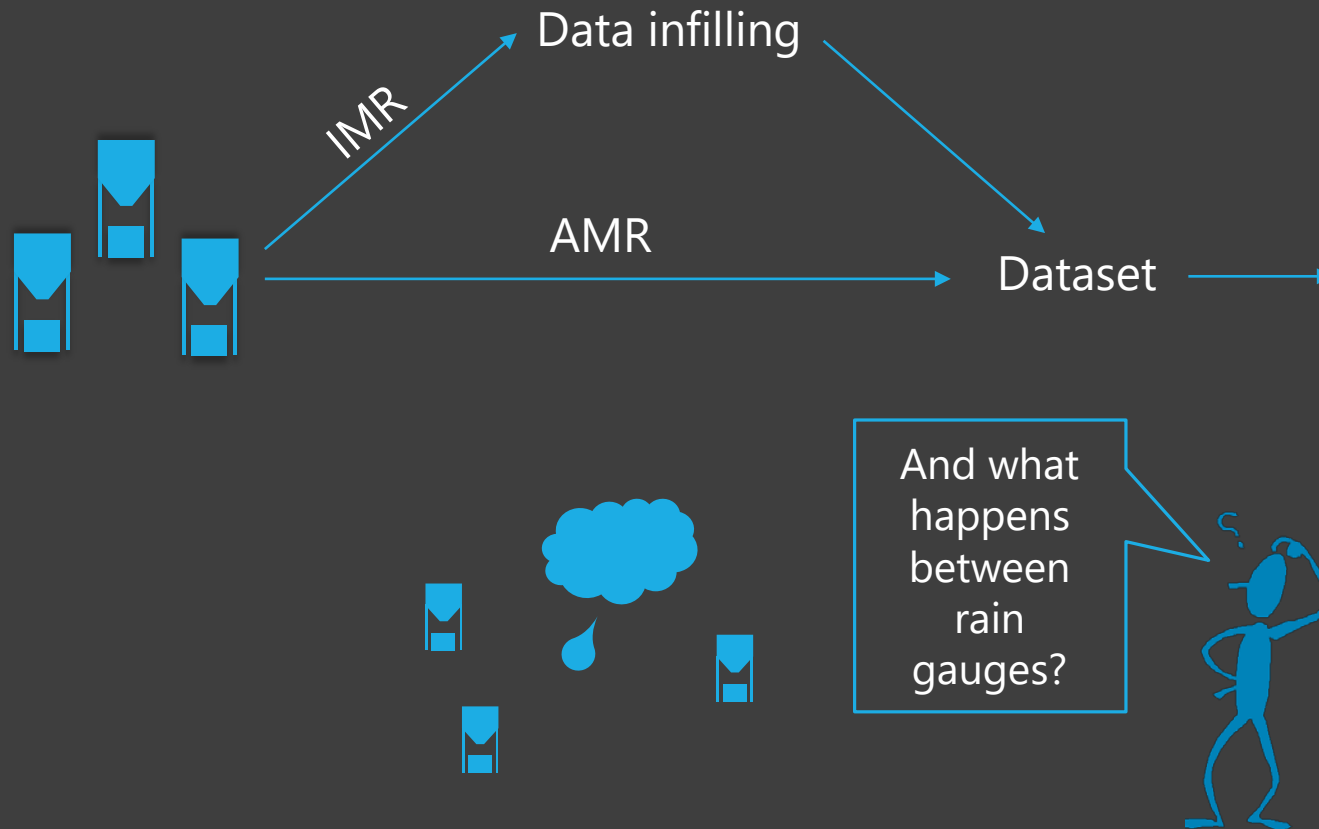 Data infilling
IMR
AMR
Dataset
And what
happens
between
rain
gauges?
?